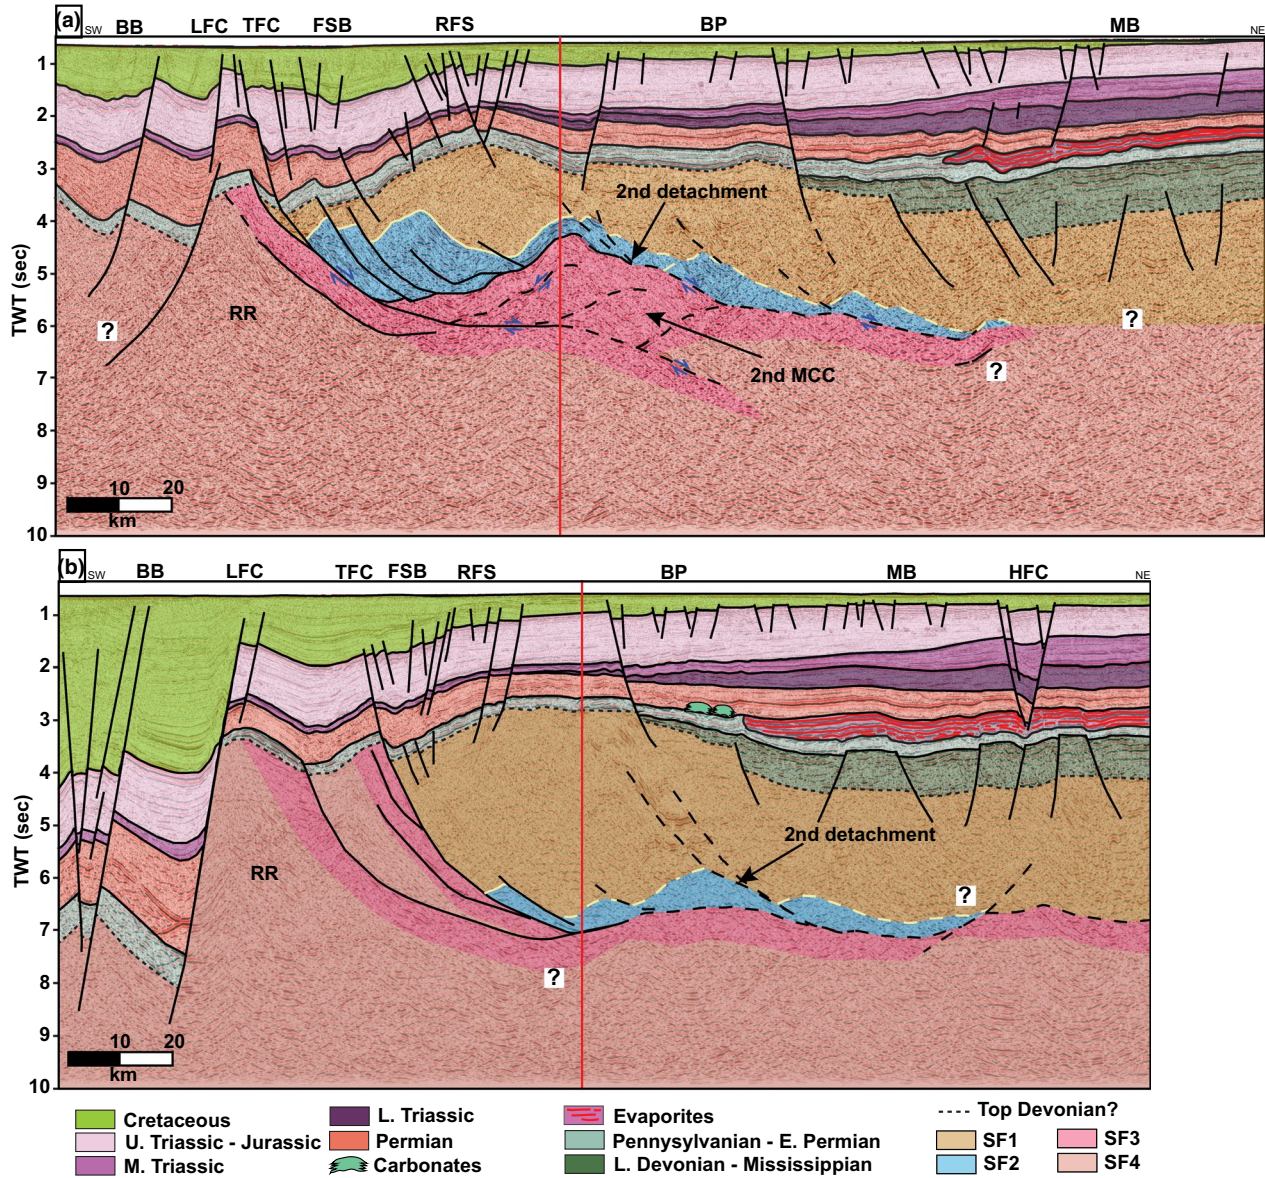 (a) SW BB LFC TFC FSB RFS BP MB NE
1
2
3
2nd detachment
4
TWT (sec)
5
RR
6
?
?
2nd MCC
?
7
8
9
10 20
km
10
(b) SW BB LFC TFC FSB RFS BP MB HFC NE
1
2
3
4
5
2nd detachment
TWT (sec)
6
RR
?
7
?
8
9
10 20
km
10
Cretaceous
U. Triassic - Jurassic
M. Triassic
L. Triassic
Permian
Carbonates
Evaporites
Pennysylvanian - E. Permian
L. Devonian - Mississippian
Top Devonian?
SF1 SF3
SF2 SF4